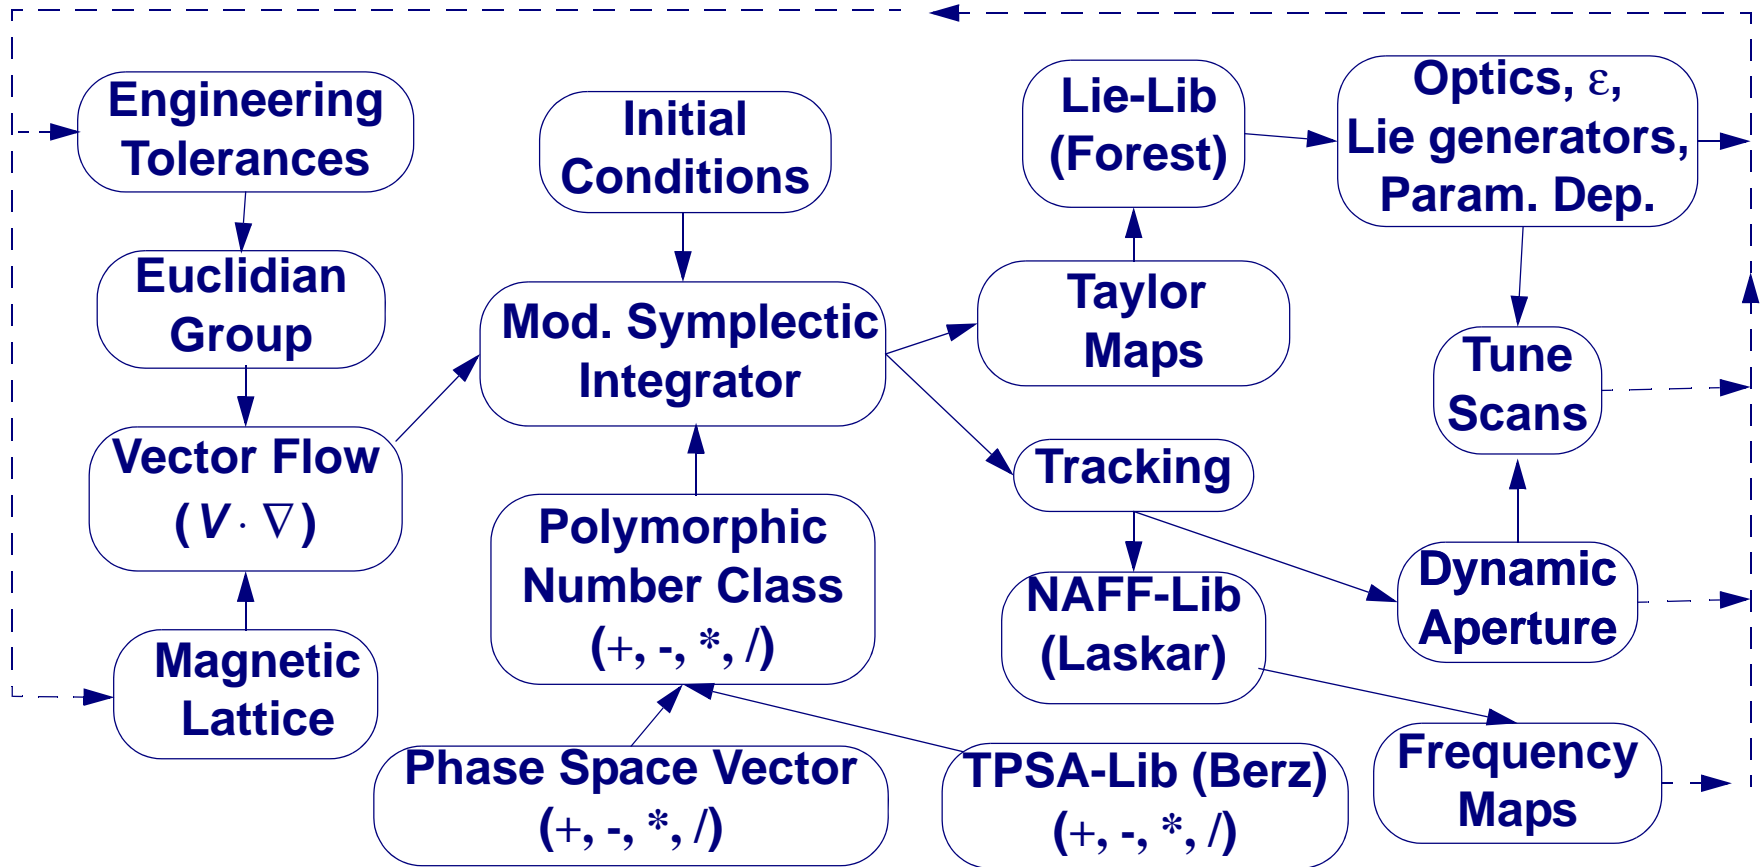 Engineering
Tolerances
Initial
Conditions
Lie-Lib
(Forest)
Optics, ε,
Lie generators,
Param. Dep.
Euclidian
Group
Mod. Symplectic
Integrator
Taylor
Maps
Tune
Scans
Vector Flow
(V · ∇)
Tracking
Polymorphic
Number Class
(+, -, *, /)
NAFF-Lib
(Laskar)
Dynamic
Aperture
Magnetic
Lattice
Phase Space Vector
(+, -, *, /)
TPSA-Lib (Berz)
(+, -, *, /)
Frequency
Maps